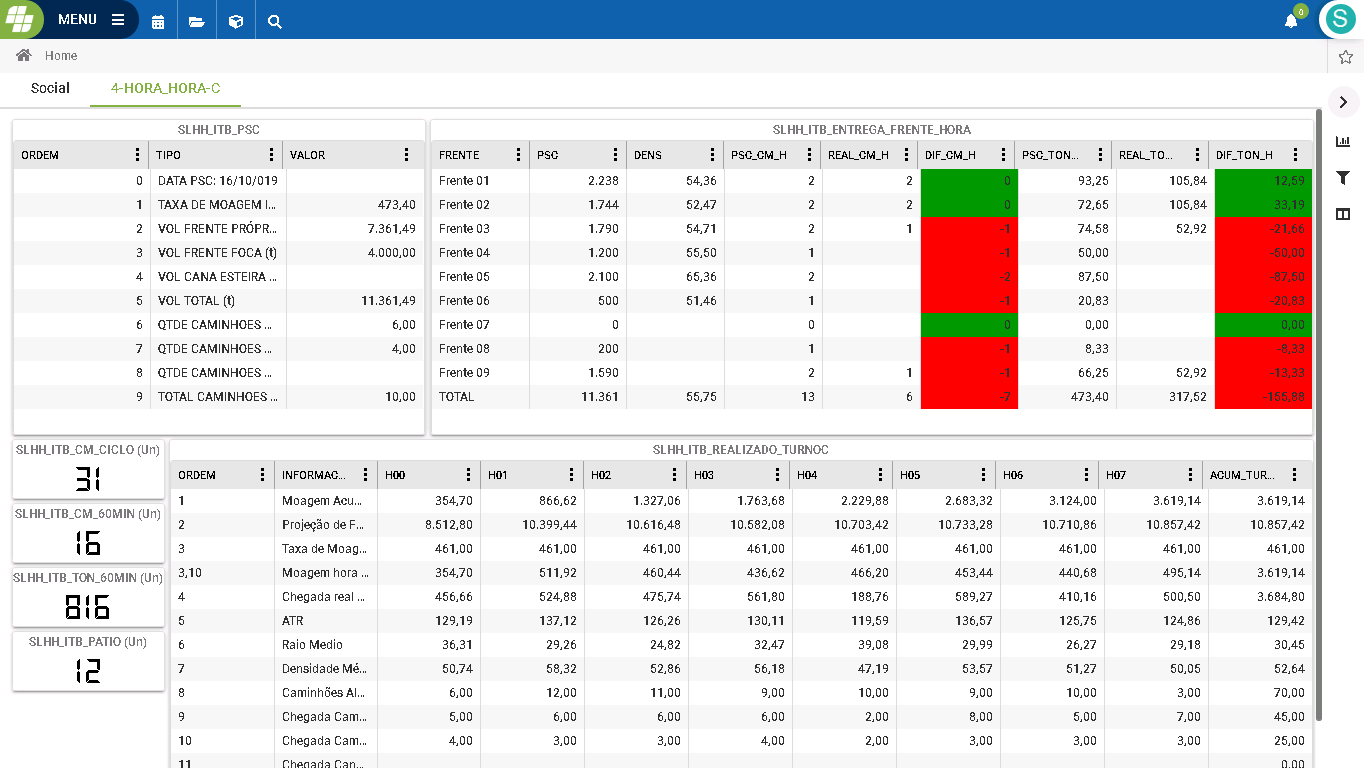 MENU
0
S
Home
Social 4-HORA_HORA-C
SLHH_ITB_PSC
ORDEM TIPO VALOR
0 DATA PSC: 16/10/019
1 TAXA DE MOAGEM I... 473,40
2 VOL FRENTE PRÓPR... 7.361,49
3 VOL FRENTE FOCA (t) 4.000,00
4 VOL CANA ESTEIRA ...
5 VOL TOTAL (t) 11.361,49
6 QTDE CAMINHOES ... 6,00
7 QTDE CAMINHOES ... 4,00
8 QTDE CAMINHOES ...
9 TOTAL CAMINHOES ... 10,00
SLHH_ITB_ENTREGA_FRENTE_HORA
FRENTE PSC DENS PSC_CM_H REAL_CM_H DIF_CM_H PSC_TON... REAL_TO... DIF_TON_H
Frente 01 2.238 54,36 2 2 0 93,25 105,84 12,59
Frente 02 1.744 52,47 2 2 0 72,65 105,84 33,19
Frente 03 1.790 54,71 2 1 -1 74,58 52,92 -21,66
Frente 04 1.200 55,50 1 -1 50,00 -50,00
Frente 05 2.100 65,36 2 -2 87,50 -87,50
Frente 06 500 51,46 1 -1 20,83 -20,83
Frente 07 0 0 0 0,00 0,00
Frente 08 200 1 -1 8,33 -8,33
Frente 09 1.590 2 1 -1 66,25 52,92 -13,33
TOTAL 11.361 55,75 13 6 -7 473,40 317,52 -156,88
SLHH_ITB_CM_CICLO (Un)
31
SLHH_ITB_CM_60MIN (Un)
16
SLHH_ITB_TON_60MIN (Un)
816
SLHH_ITB_PATIO (Un)
12
SLHH_ITB_REALIZADO_TURNOC
ORDEM INFORMAC... H00 H01 H02 H03 H04 H05 H06 H07 ACUM_TUR...
1 Moagem Acu... 354,70 866,62 1.327,06 1.763,68 2.229,88 2.683,32 3.124,00 3.619,14 3.619,14
2 Projeção de F... 8.512,80 10.399,44 10.616,48 10.582,08 10.703,42 10.733,28 10.710,86 10.857,42 10.857,42
3 Taxa de Moag... 461,00 461,00 461,00 461,00 461,00 461,00 461,00 461,00 461,00
3,10 Moagem hora ... 354,70 511,92 460,44 436,62 466,20 453,44 440,68 495,14 3.619,14
4 Chegada real ... 456,66 524,88 475,74 561,80 188,76 589,27 410,16 500,50 3.684,80
5 ATR 129,19 137,12 126,26 130,11 119,59 136,57 125,75 124,86 129,42
6 Raio Medio 36,31 29,26 24,82 32,47 39,08 29,99 26,27 29,18 30,45
7 Densidade Mé... 50,74 58,32 52,86 56,18 47,19 53,57 51,27 50,05 52,64
8 Caminhões Al... 6,00 12,00 11,00 9,00 10,00 9,00 10,00 3,00 70,00
9 Chegada Cam... 5,00 6,00 6,00 6,00 2,00 8,00 5,00 7,00 45,00
10 Chegada Cam... 4,00 3,00 3,00 4,00 2,00 3,00 3,00 3,00 25,00
11 Chegada Can... 0,00